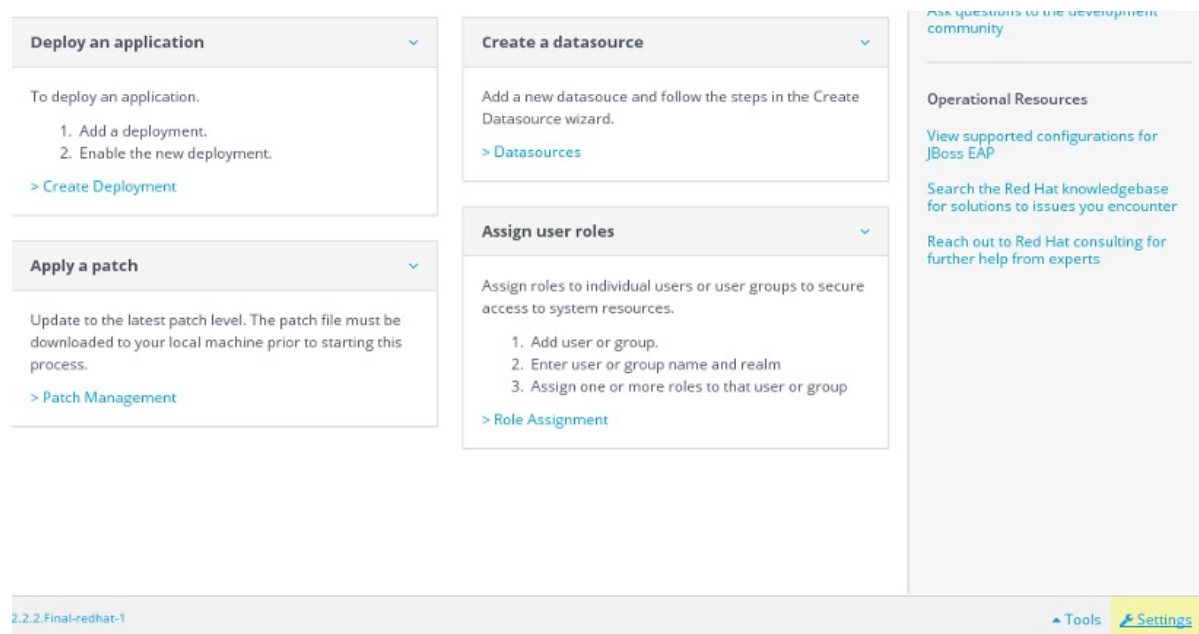 Deploy an application
To deploy an application.
1. Add a deployment.
2. Enable the new deployment.
> Create Deployment
Apply a patch
Update to the latest patch level. The patch file must be
downloaded to your local machine prior to starting this
process.
> Patch Management
Create a datasource
Add a new datasouce and follow the steps in the Create
Datasource wizard.
> Datasources
Assign user roles
Assign roles to individual users or user groups to secure
access to system resources.
1. Add user or group.
2. Enter user or group name and realm
3. Assign one or more roles to that user or group
> Role Assignment
Ask questions to the development
community
Operational Resources
View supported configurations for
JBoss EAP
Search the Red Hat knowledgebase
for solutions to issues you encounter
Reach out to Red Hat consulting for
further help from experts
2.2.2.Final-redhat-1
Tools
Settings